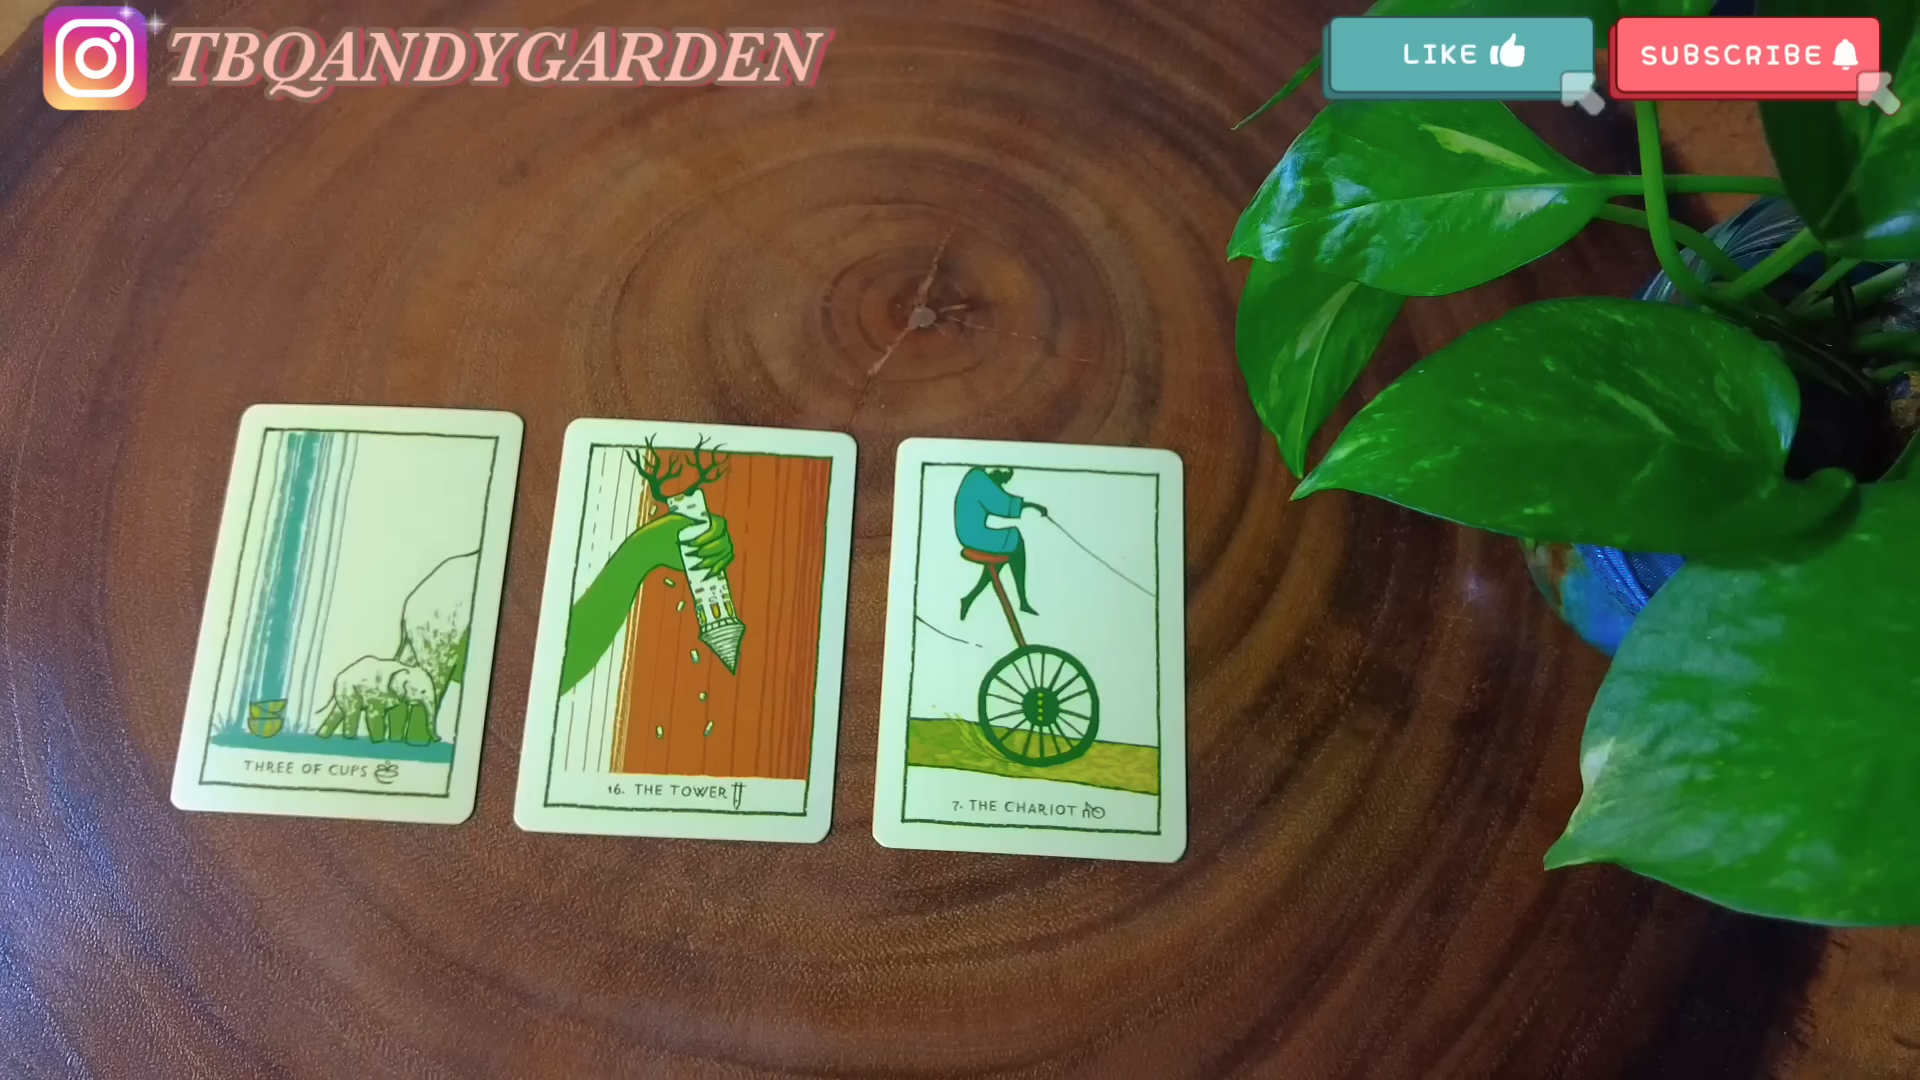 TBQANDYGARDEN
LIKE
SUBSCRIBE
THREE OF CUPS
16. THE TOWER
7. THE CHARIOT